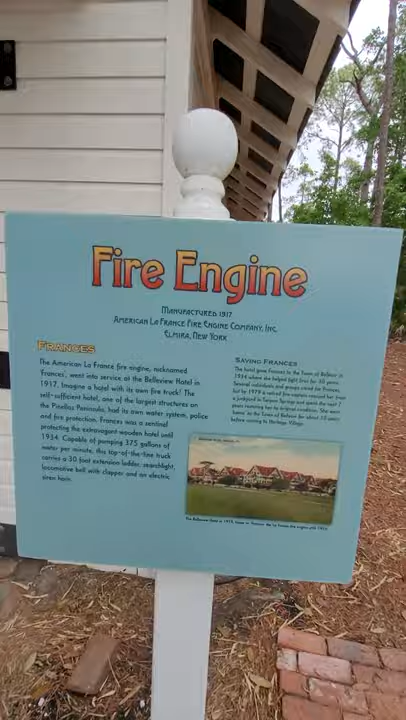 Fire Engine
Manufactured 1917
American La France Fire Engine Company, Inc.
Elmira, New York
Frances
The American La France fire engine, nicknamed
'Frances', went into service at the Belleview Hotel in
1917. Imagine a hotel with its own fire truck! The
self-sufficient hotel, one of the largest structures on
the Pinellas Peninsula, had its own water system, police
and fire protection. Frances was a sentinel
protecting the extravagant wooden hotel until
1934. Capable of pumping 375 gallons of
water per minute, this top-of-the-line truck
carries a 30 foot extension ladder, searchlight,
locomotive bell with clapper and an electric
siren horn.
Saving Frances
The hotel gave Frances to the Town of Belleair in
1934 where she helped fight fires for 30 years.
Several individuals and groups cared for Frances,
but by 1979 a retired fire captain rescued her from
a junkyard in Tarpon Springs and spent the next 7
years restoring her to original condition. She went
home to the Town of Belleair for about 10 years
before coming to Heritage Village.
The Belleview Hotel in 1915, home to 'Frances' the La France fire engine until 1934.